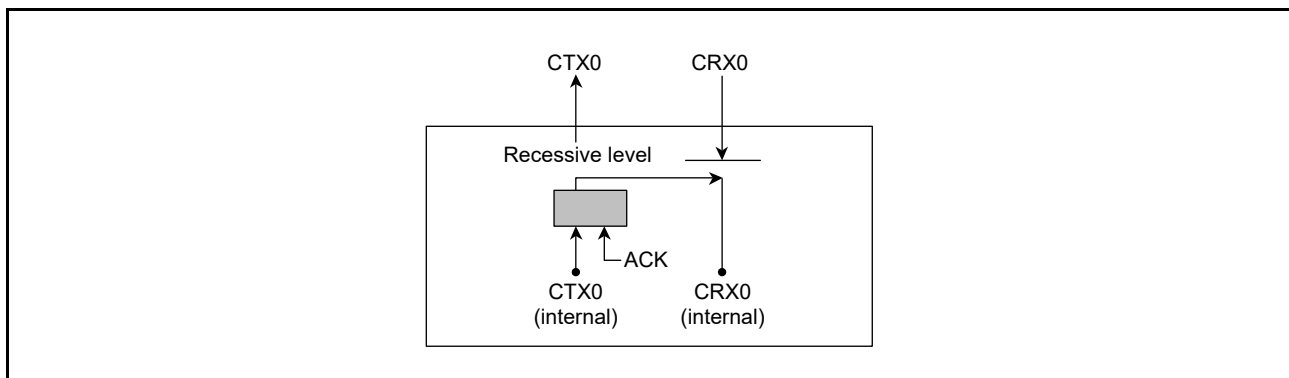 CTX0
CRX0
Recessive level
ACK
CTX0
(internal)
CRX0
(internal)